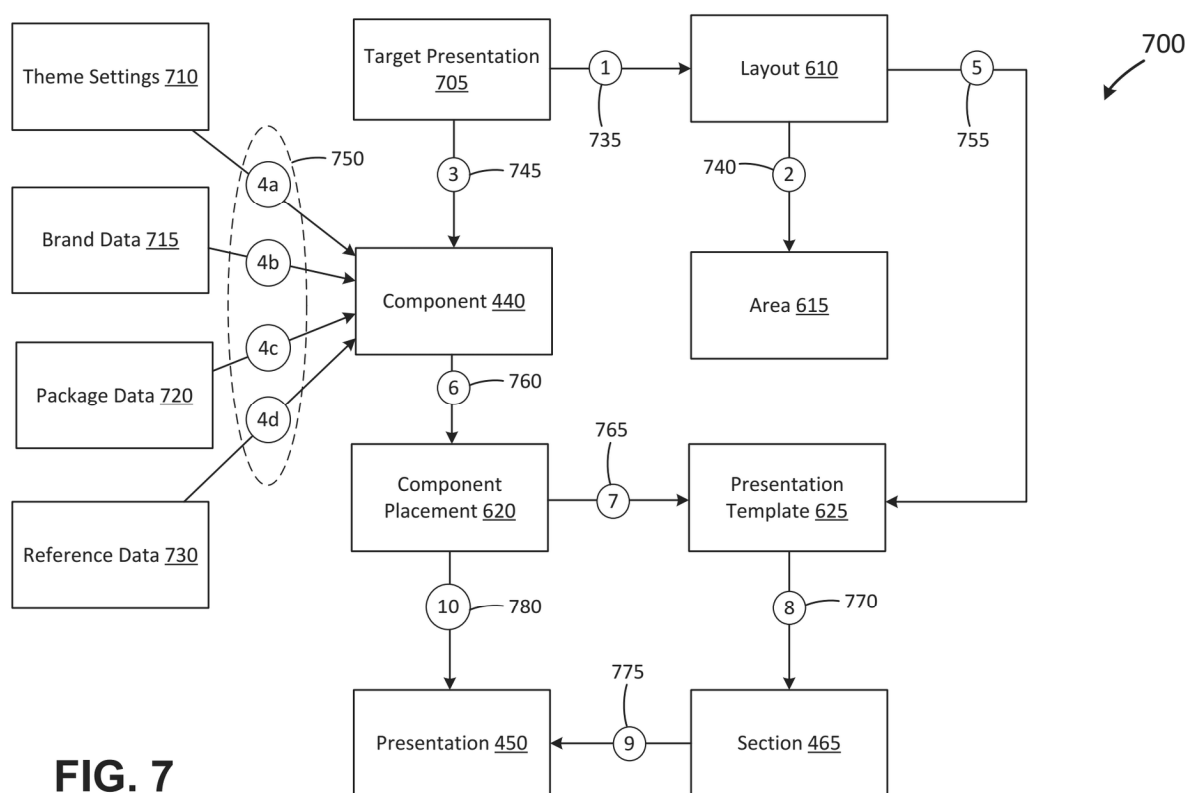 Theme Settings 710
Target Presentation
705
1
735
Layout 610
5
755
700
750
4a
3
745
740
2
Brand Data 715
4b
Component 440
Area 615
Package Data 720
4c
4d
6
760
765
Component
Placement 620
7
Presentation
Template 625
Reference Data 730
10
780
8
770
775
Presentation 450
9
Section 465
FIG. 7